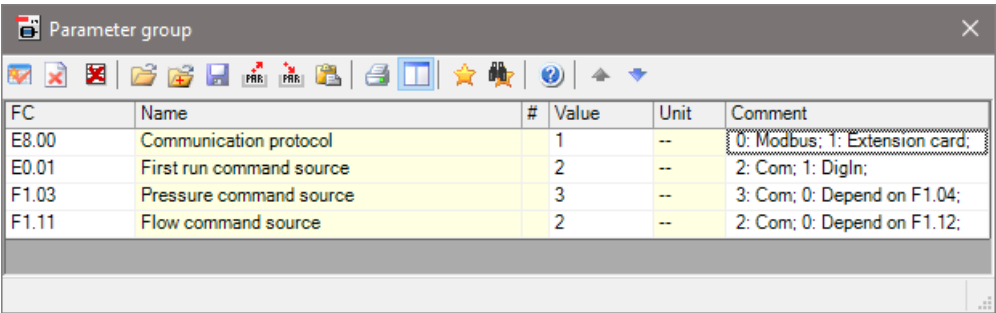 Parameter group
PAR PAR
FC Name # Value Unit Comment
E8.00 Communication protocol 1 -- 0: Modbus; 1: Extension card;
E0.01 First run command source 2 -- 2: Com; 1: DigIn;
F1.03 Pressure command source 3 -- 3: Com; 0: Depend on F1.04;
F1.11 Flow command source 2 -- 2: Com; 0: Depend on F1.12;